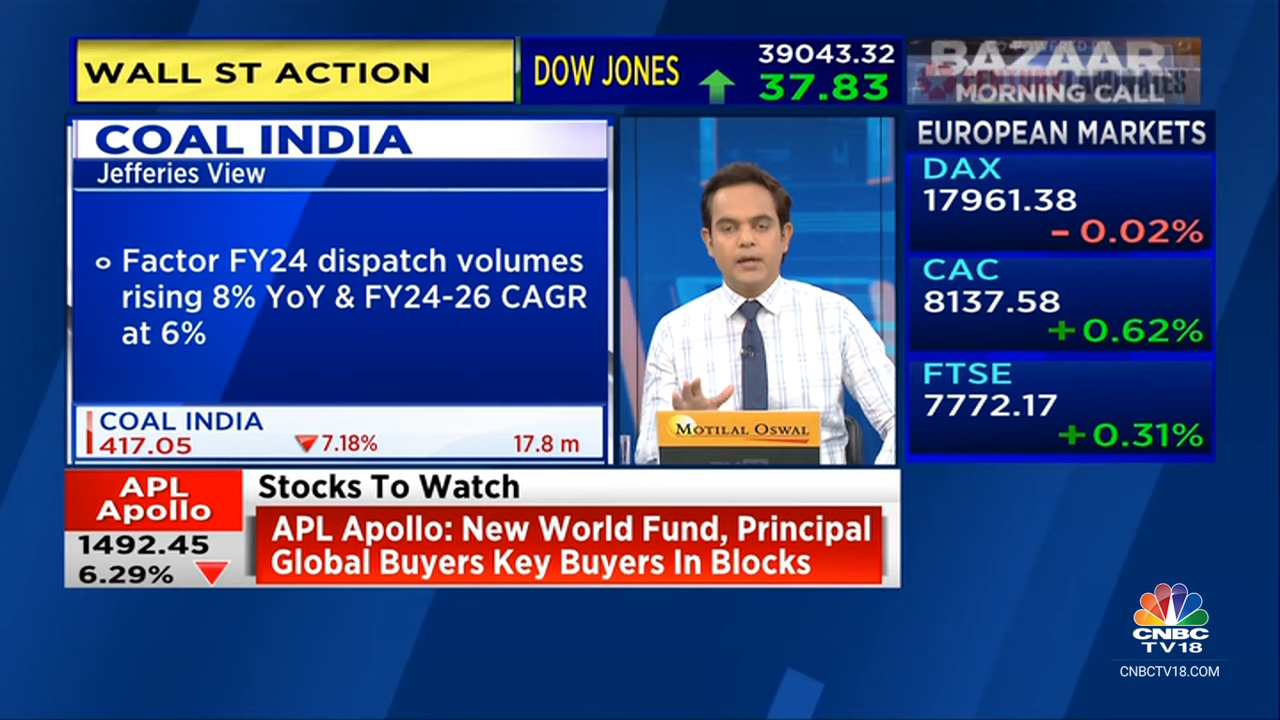 WALL ST ACTION
DOW JONES
39043.32
37.83
BAZAAR
MORNING CALL
COAL INDIA
Jefferies View
Factor FY24 dispatch volumes
rising 8% YoY & FY24-26 CAGR
at 6%
COAL INDIA
417.05 7.18% 17.8 m
MOTILAL OSWAL
EUROPEAN MARKETS
DAX
17961.38
- 0.02%
CAC
8137.58
+0.62%
FTSE
7772.17
+0.31%
APL
Apollo
1492.45
6.29%
Stocks To Watch
APL Apollo: New World Fund, Principal
Global Buyers Key Buyers In Blocks
CNBC
TV18
CNBCTV18.COM